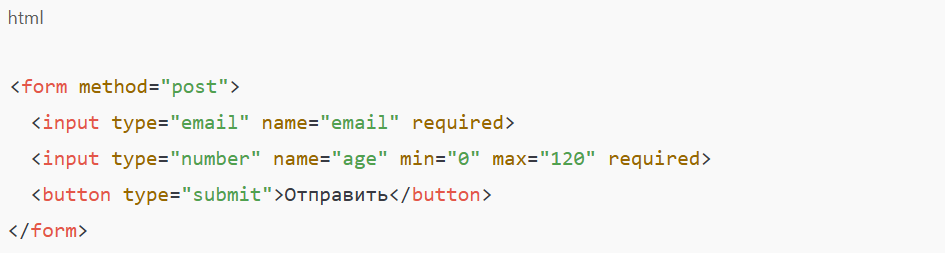 html
<form method="post">
<input type="email" name="email" required>
<input type="number" name="age" min="0" max="120" required>
<button type="submit">Отправить</button>
</form>